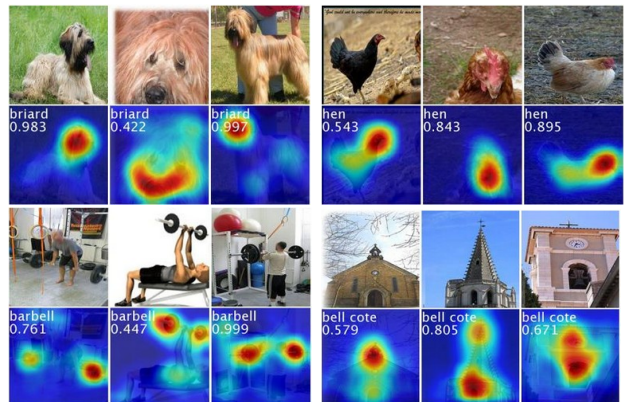 briard
0.983
briard
0.422
briard
0.997
hen
0.543
hen
0.843
hen
0.895
barbell
0.761
barbell
0.447
barbell
0.999
bell cote
0.579
bell cote
0.805
bell cote
0.671